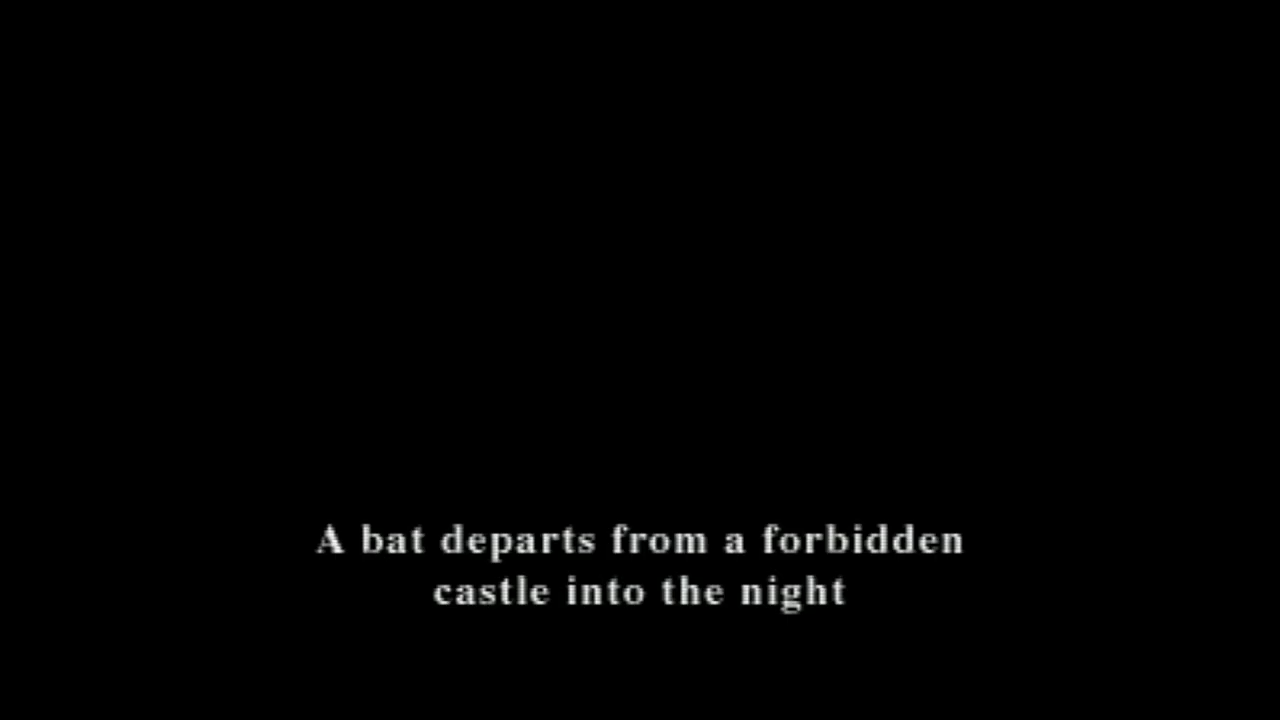 A bat departs from a forbidden
castle into the night